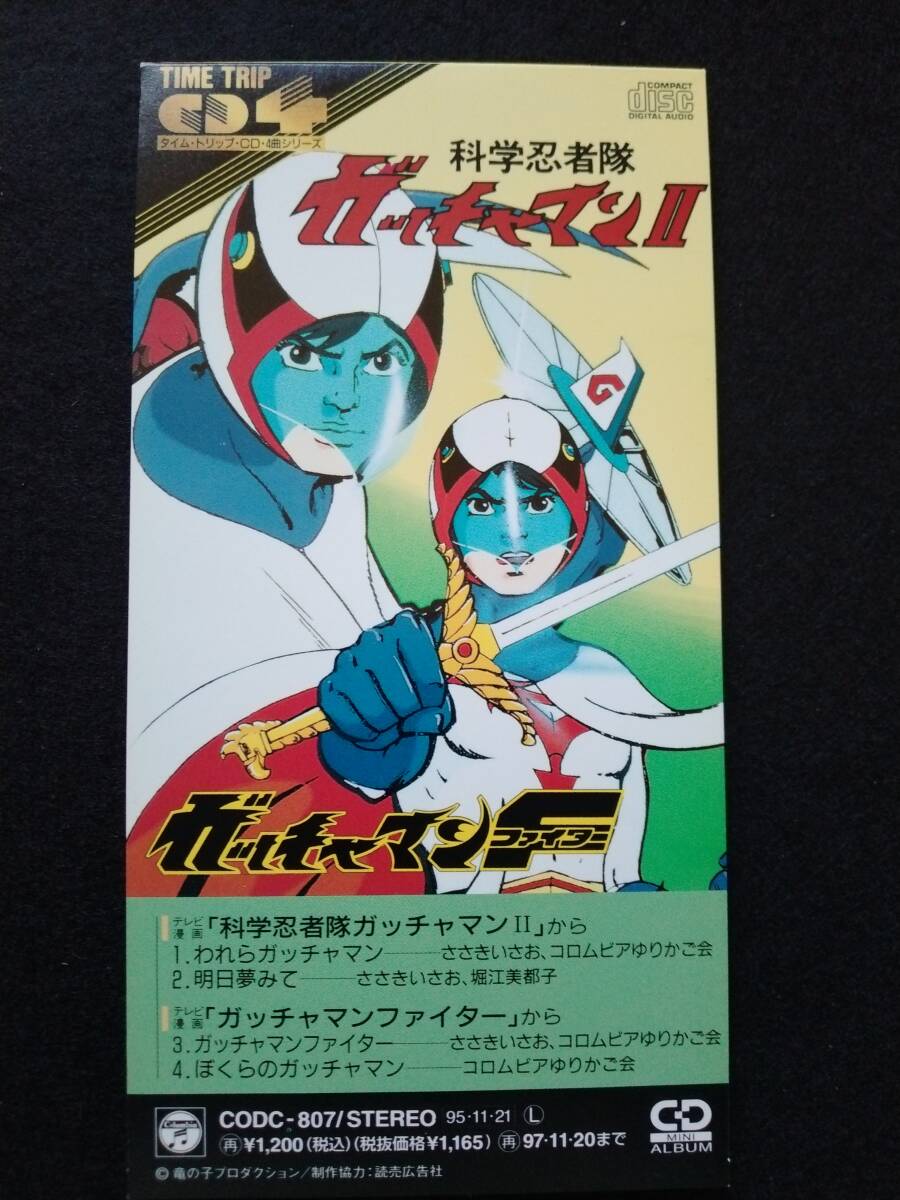 TIME TRIP
CD4
タイム・トリップ・CD・4曲シリーズ
COMPACT
disc
DIGITAL AUDIO
科学忍者隊
ガッチャマンⅡ
G
ガッチャマンF
ファイター
テレビ漫画「科学忍者隊ガッチャマンⅡ」から
1.われらガッチャマン――ささきいさお、コロムビアゆりかご会
2.明日夢みて――ささきいさお、堀江美都子
テレビ漫画「ガッチャマンファイター」から
3.ガッチャマンファイター――ささきいさお、コロムビアゆりかご会
4.ぼくらのガッチャマン――コロムビアゆりかご会
Columbia
CODC-807/STEREO 95・11・21 Ⓛ
CD
MINI
ALBUM
再¥1,200(税込)(税抜価格¥1,165) 再97・11・20まで
©竜の子プロダクション/制作協力:読売広告社